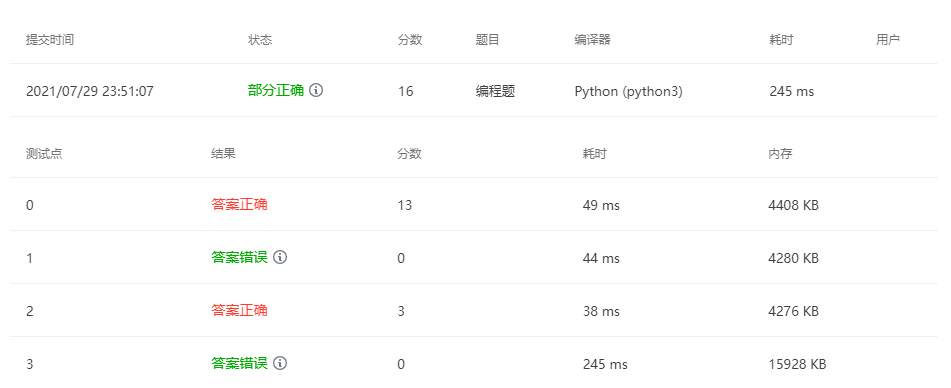 提交时间 状态 分数 题目 编译器 耗时 用户
2021/07/29 23:51:07 部分正确 16 编程题 Python (python3) 245 ms
测试点 结果 分数 耗时 内存
0 答案正确 13 49 ms 4408 KB
1 答案错误 0 44 ms 4280 KB
2 答案正确 3 38 ms 4276 KB
3 答案错误 0 245 ms 15928 KB